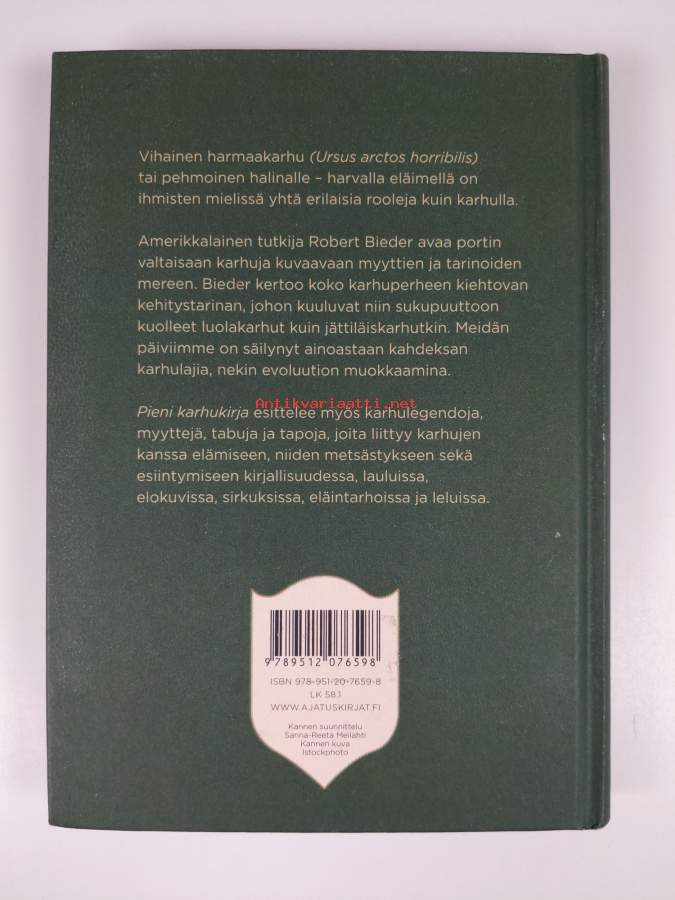 Vihainen harmaakarhu (Ursus arctos horribilis)
tai pehmoinen halinalle – harvalla eläimellä on
ihmisten mielissä yhtä erilaisia rooleja kuin karhulla.
Amerikkalainen tutkija Robert Bieder avaa portin
valtaisaan karhuja kuvaavaan myyttien ja tarinoiden
mereen. Bieder kertoo koko karhuperheen kiehtovan
kehitystarinan, johon kuuluvat niin sukupuuttoon
kuolleet luolakarhut kuin jättiläiskarhutkin. Meidän
päiviimme on säilynyt ainoastaan kahdeksan
karhulajia, nekin evoluution muokkaamina.
Antikvariaatti.net
Pieni karhukirja esittelee myös karhulegendoja,
myyttejä, tabuja ja tapoja, joita liittyy karhujen
kanssa elämiseen, niiden metsästykseen sekä
esiintymiseen kirjallisuudessa, lauluissa,
elokuvissa, sirkuksissa, eläintarhoissa ja leluissa.
9 789512 076598
ISBN 978-951-20-7659-8
LK 58.1
WWW.AJATUSKIRJAT.FI
Kannen suunnittelu
Sanna-Reeta Meilahti
Kannen kuva
Istockphoto